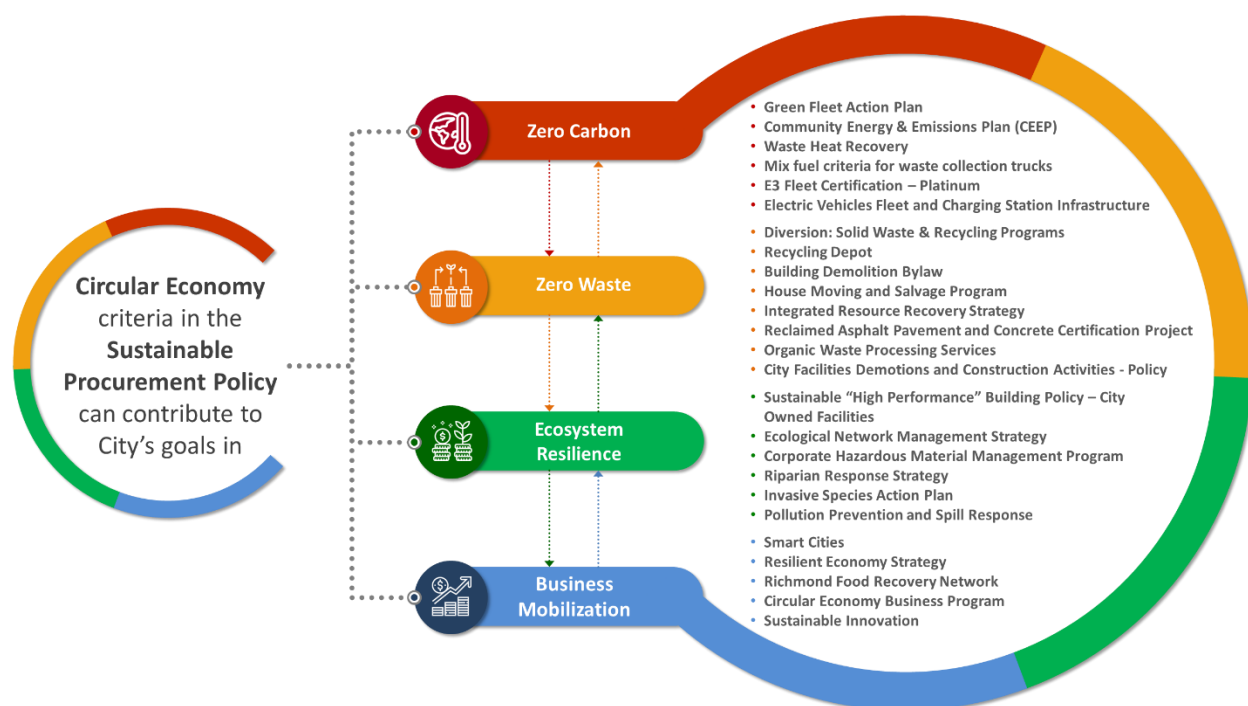 Circular Economy
criteria in the
Sustainable
Procurement Policy
can contribute to
City's goals in
Zero Carbon
Zero Waste
Ecosystem
Resilience
Business
Mobilization
• Green Fleet Action Plan
• Community Energy & Emissions Plan (CEEP)
• Waste Heat Recovery
• Mix fuel criteria for waste collection trucks
• E3 Fleet Certification – Platinum
• Electric Vehicles Fleet and Charging Station Infrastructure
• Diversion: Solid Waste & Recycling Programs
• Recycling Depot
• Building Demolition Bylaw
• House Moving and Salvage Program
• Integrated Resource Recovery Strategy
• Reclaimed Asphalt Pavement and Concrete Certification Project
• Organic Waste Processing Services
• City Facilities Demotions and Construction Activities - Policy
• Sustainable “High Performance” Building Policy – City
Owned Facilities
• Ecological Network Management Strategy
• Corporate Hazardous Material Management Program
• Riparian Response Strategy
• Invasive Species Action Plan
• Pollution Prevention and Spill Response
• Smart Cities
• Resilient Economy Strategy
• Richmond Food Recovery Network
• Circular Economy Business Program
• Sustainable Innovation